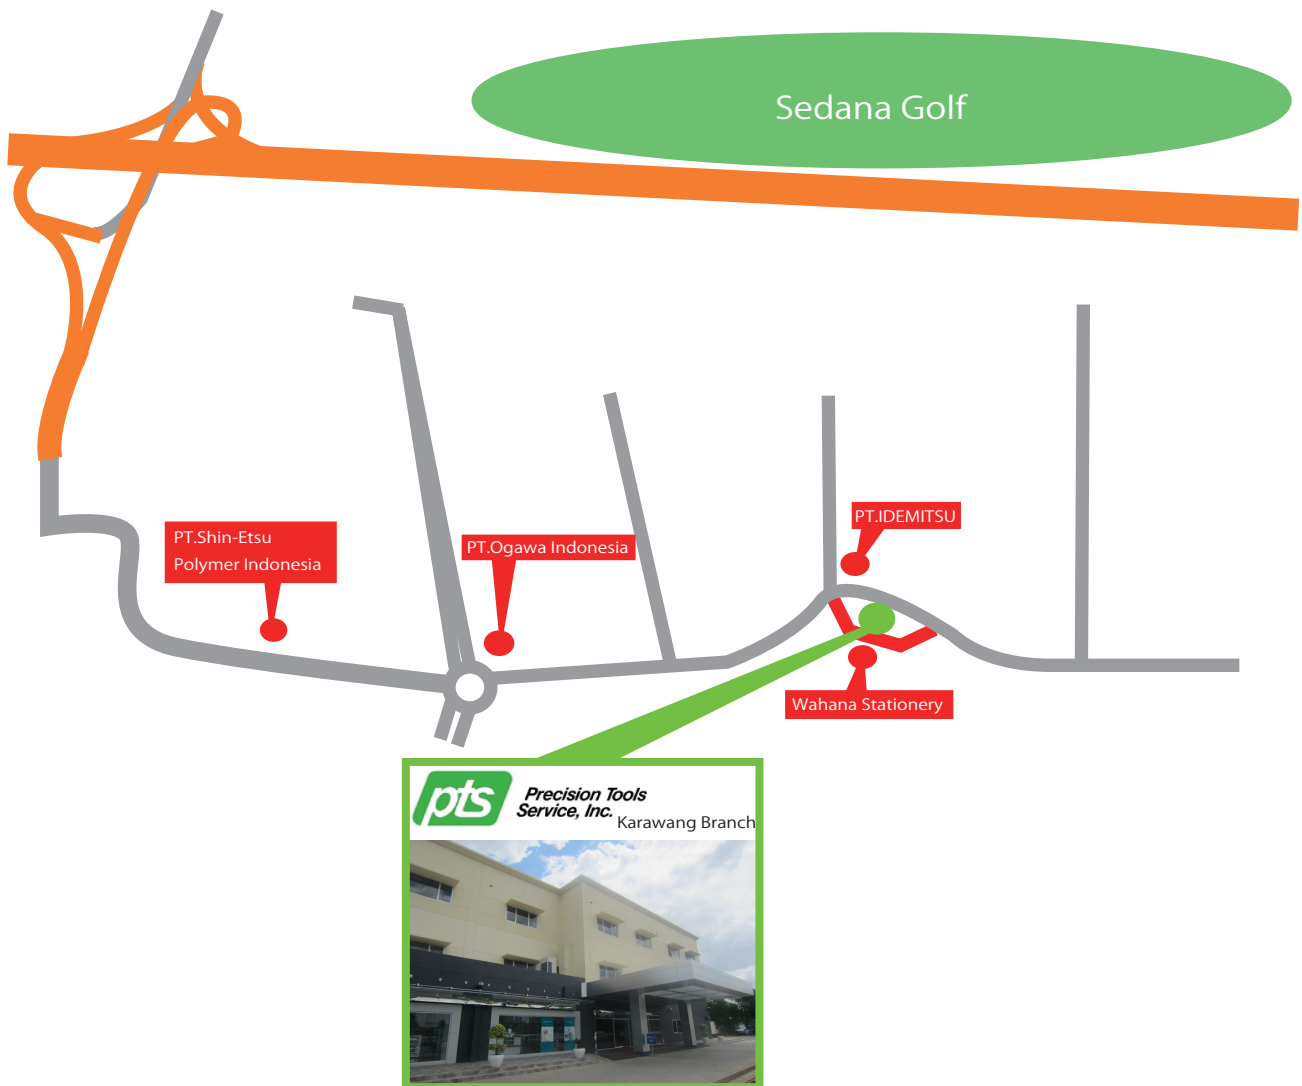 Sedana Golf
PT.IDEMITSU
PT.Shin-Etsu
Polymer Indonesia
PT.Ogawa Indonesia
Wahana Stationery
pts
Precision Tools
Service, Inc.
Karawang Branch